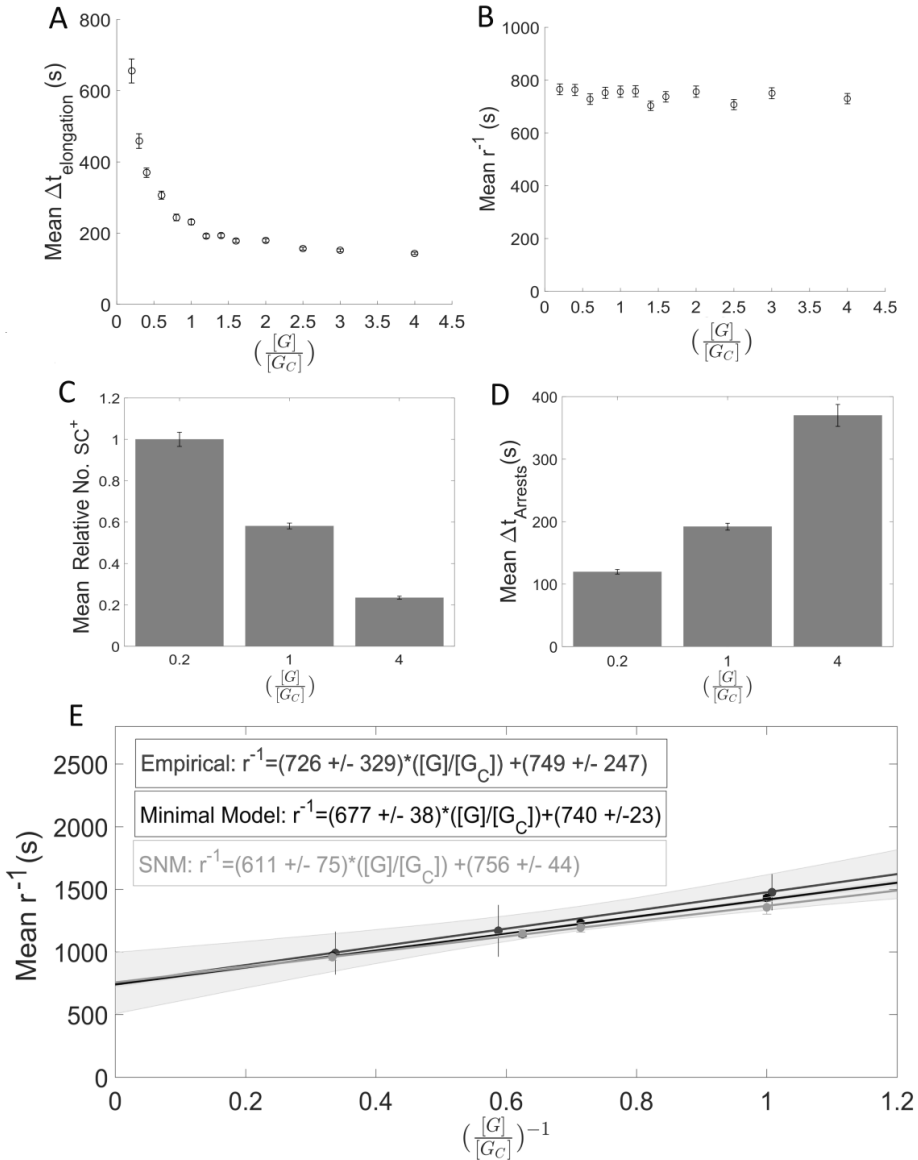 A
Mean Δt_elongation (s)
800
600
400
200
0
0 0.5 1 1.5 2 2.5 3 3.5 4 4.5
([G]/[G_C])
B
Mean r⁻¹ (s)
1000
800
600
400
200
0
0 0.5 1 1.5 2 2.5 3 3.5 4 4.5
([G]/[G_C])
C
Mean Relative No. SC⁺
1.2
1
0.8
0.6
0.4
0.2
0
0.2 1 4
([G]/[G_C])
D
Mean Δt_Arrests (s)
400
300
200
100
0
0.2 1 4
([G]/[G_C])
E
Mean r⁻¹ (s)
2500
2000
1500
1000
500
0
Empirical: r⁻¹=(726 +/- 329)*([G]/[G_C]) +(749 +/- 247)
Minimal Model: r⁻¹=(677 +/- 38)*([G]/[G_C])+(740 +/-23)
SNM: r⁻¹=(611 +/- 75)*([G]/[G_C]) +(756 +/- 44)
0 0.2 0.4 0.6 0.8 1 1.2
([G]/[G_C])⁻¹